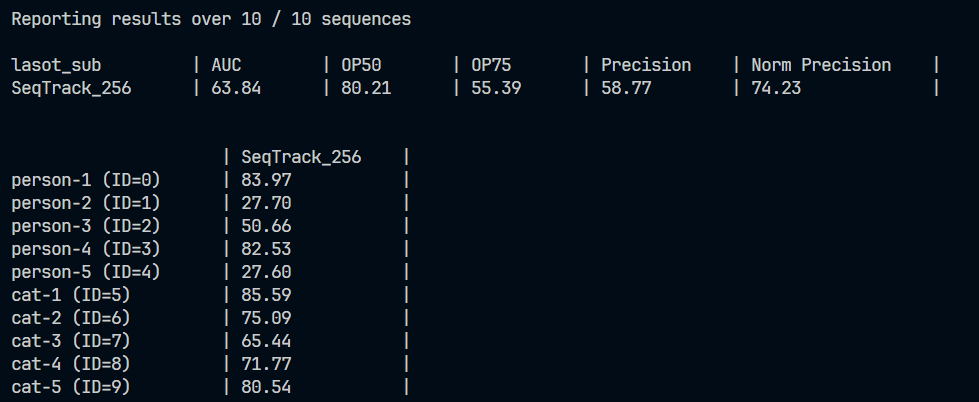 Reporting results over 10 / 10 sequences
lasot_sub | AUC | OP50 | OP75 | Precision | Norm Precision |
SeqTrack_256 | 63.84 | 80.21 | 55.39 | 58.77 | 74.23 |
| SeqTrack_256 |
person-1 (ID=0) | 83.97 |
person-2 (ID=1) | 27.70 |
person-3 (ID=2) | 50.66 |
person-4 (ID=3) | 82.53 |
person-5 (ID=4) | 27.60 |
cat-1 (ID=5) | 85.59 |
cat-2 (ID=6) | 75.09 |
cat-3 (ID=7) | 65.44 |
cat-4 (ID=8) | 71.77 |
cat-5 (ID=9) | 80.54 |